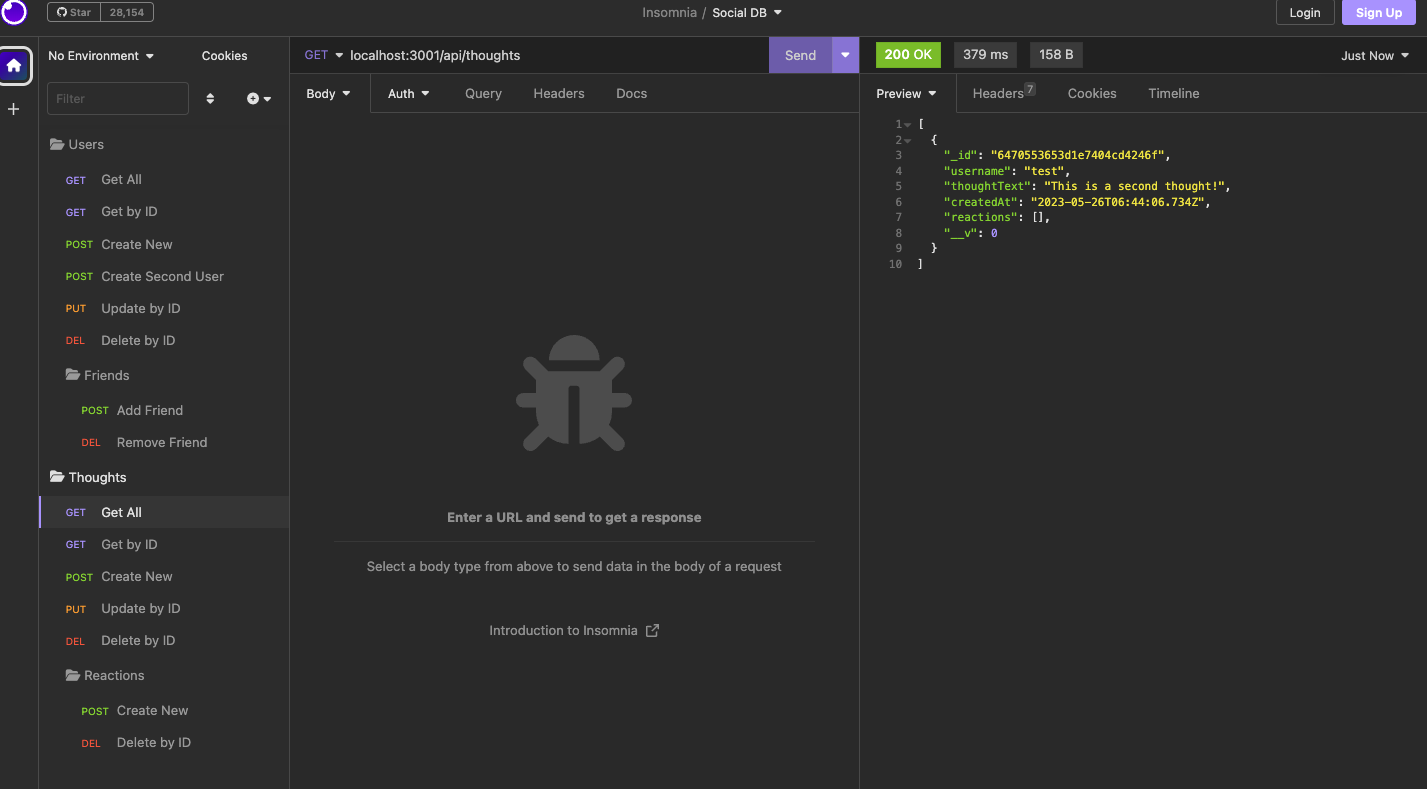 Star 28,154 Insomnia / Social DB Login Sign Up
No Environment Cookies
Filter
Users
GET Get All
GET Get by ID
POST Create New
POST Create Second User
PUT Update by ID
DEL Delete by ID
Friends
POST Add Friend
DEL Remove Friend
Thoughts
GET Get All
GET Get by ID
POST Create New
PUT Update by ID
DEL Delete by ID
Reactions
POST Create New
DEL Delete by ID
GET localhost:3001/api/thoughts Send
Body Auth Query Headers Docs
Enter a URL and send to get a response
Select a body type from above to send data in the body of a request
Introduction to Insomnia
200 OK 379 ms 158 B Just Now
Preview Headers 7 Cookies Timeline
1 [
2 {
3 "_id": "6470553653d1e7404cd4246f",
4 "username": "test",
5 "thoughtText": "This is a second thought!",
6 "createdAt": "2023-05-26T06:44:06.734Z",
7 "reactions": [],
8 "__v": 0
9 }
10 ]